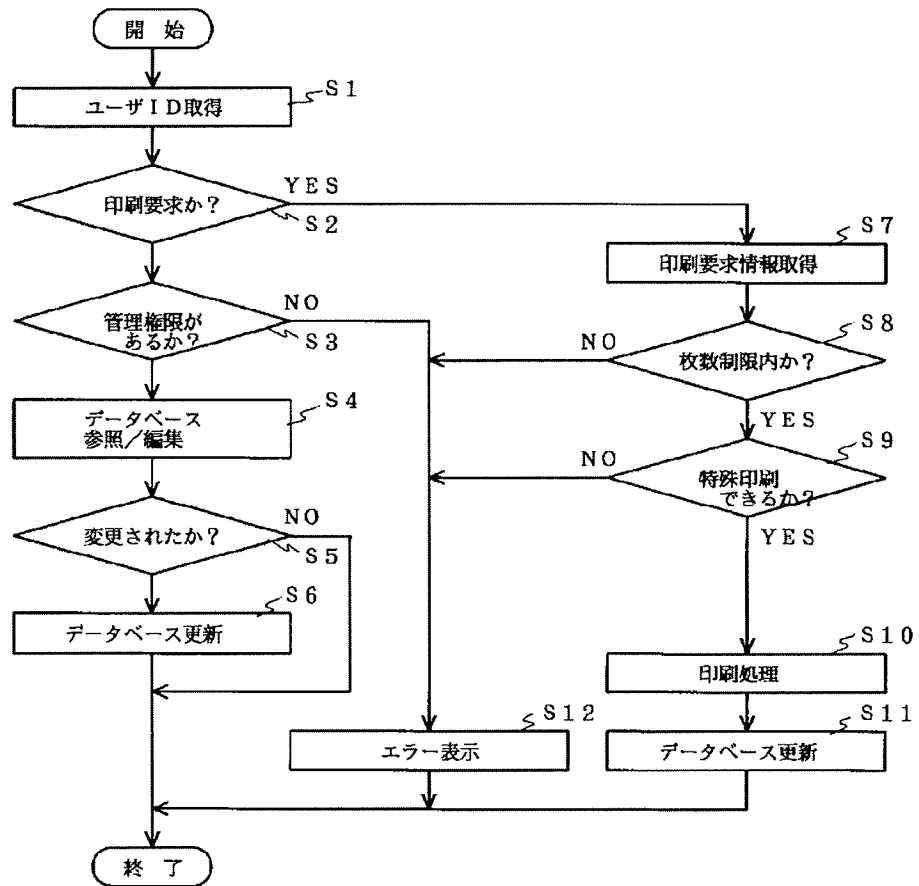 開 始
ユーザＩＤ取得
Ｓ１
印刷要求か？
ＹＥＳ
Ｓ２
管理権限が
あるか？
ＮＯ
Ｓ３
データベース
参照／編集
Ｓ４
変更されたか？
ＮＯ
Ｓ５
データベース更新
Ｓ６
印刷要求情報取得
Ｓ７
枚数制限内か？
ＮＯ
Ｓ８
ＹＥＳ
特殊印刷
できるか？
ＮＯ
Ｓ９
ＹＥＳ
印刷処理
Ｓ１０
データベース更新
Ｓ１１
エラー表示
Ｓ１２
終 了